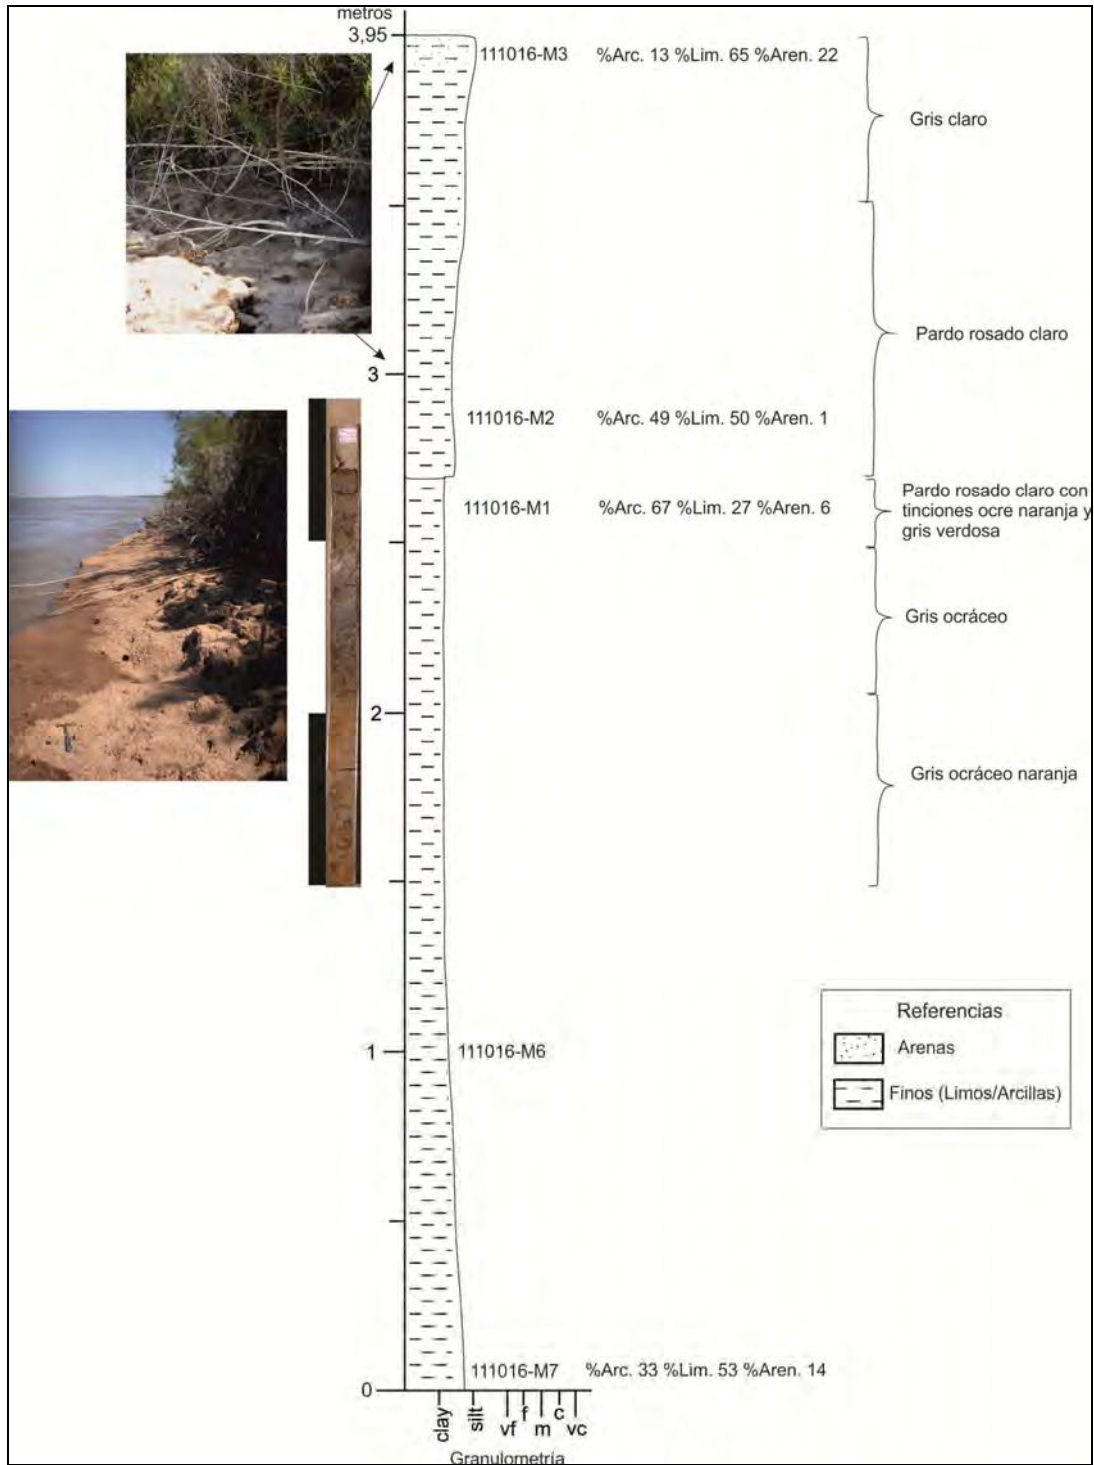 metros
3,95
111016-M3 %Arc. 13 %Lim. 65 %Aren. 22
Gris claro
Pardo rosado claro
3
111016-M2 %Arc. 49 %Lim. 50 %Aren. 1
111016-M1 %Arc. 67 %Lim. 27 %Aren. 6
Pardo rosado claro con
tinciones ocre naranja y
gris verdosa
Gris ocráceo
2
Gris ocráceo naranja
Referencias
Arenas
Finos (Limos/Arcillas)
1
111016-M6
111016-M7 %Arc. 33 %Lim. 53 %Aren. 14
0
clay silt vf f m c vc
Granulometría